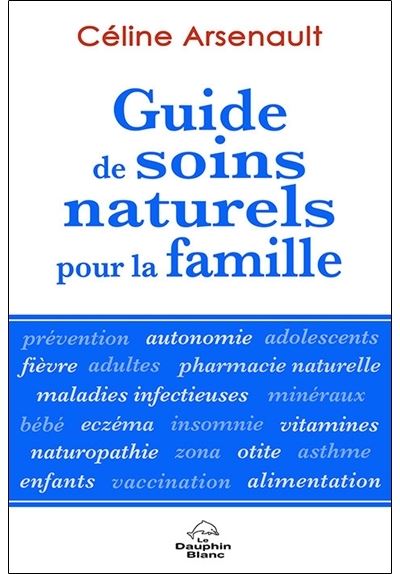 Céline Arsenault
Guide
de soins
naturels
pour la famille
prévention autonomie adolescents
fièvre adultes pharmacie naturelle
maladies infectieuses minéraux
bébé eczéma insomnie vitamines
naturopathie zona otite asthme
enfants vaccination alimentation
Le
Dauphin
Blanc